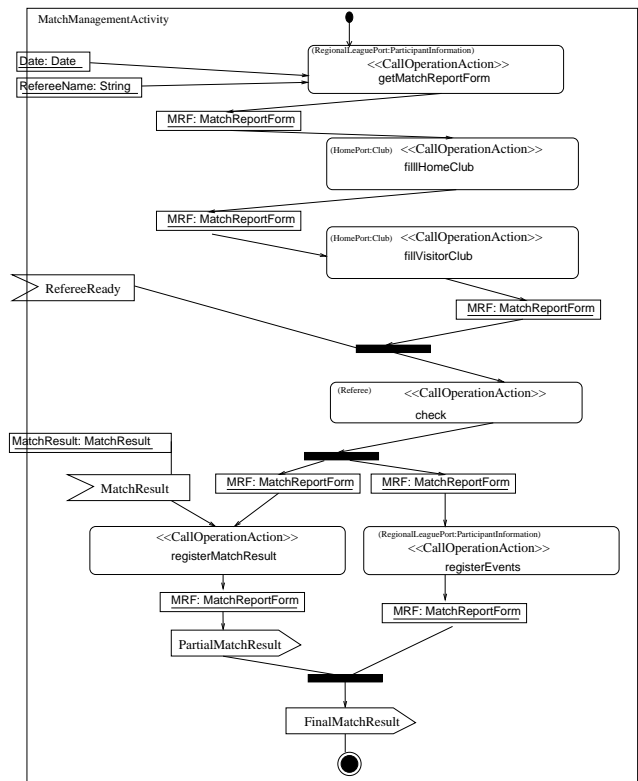 MatchManagementActivity
(RegionalLeaguePort:ParticipantInformation)
<<CallOperationAction>>
getMatchReportForm
Date: Date
RefereeName: String
MRF: MatchReportForm
(HomePort:Club) <<CallOperationAction>>
filllHomeClub
MRF: MatchReportForm
(HomePort:Club) <<CallOperationAction>>
fillVisitorClub
RefereeReady
MRF: MatchReportForm
(Referee) <<CallOperationAction>>
check
MatchResult: MatchResult
MRF: MatchReportForm
MRF: MatchReportForm
MatchResult
<<CallOperationAction>>
registerMatchResult
(RegionalLeaguePort:ParticipantInformation)
<<CallOperationAction>>
registerEvents
MRF: MatchReportForm
MRF: MatchReportForm
PartialMatchResult
FinalMatchResult